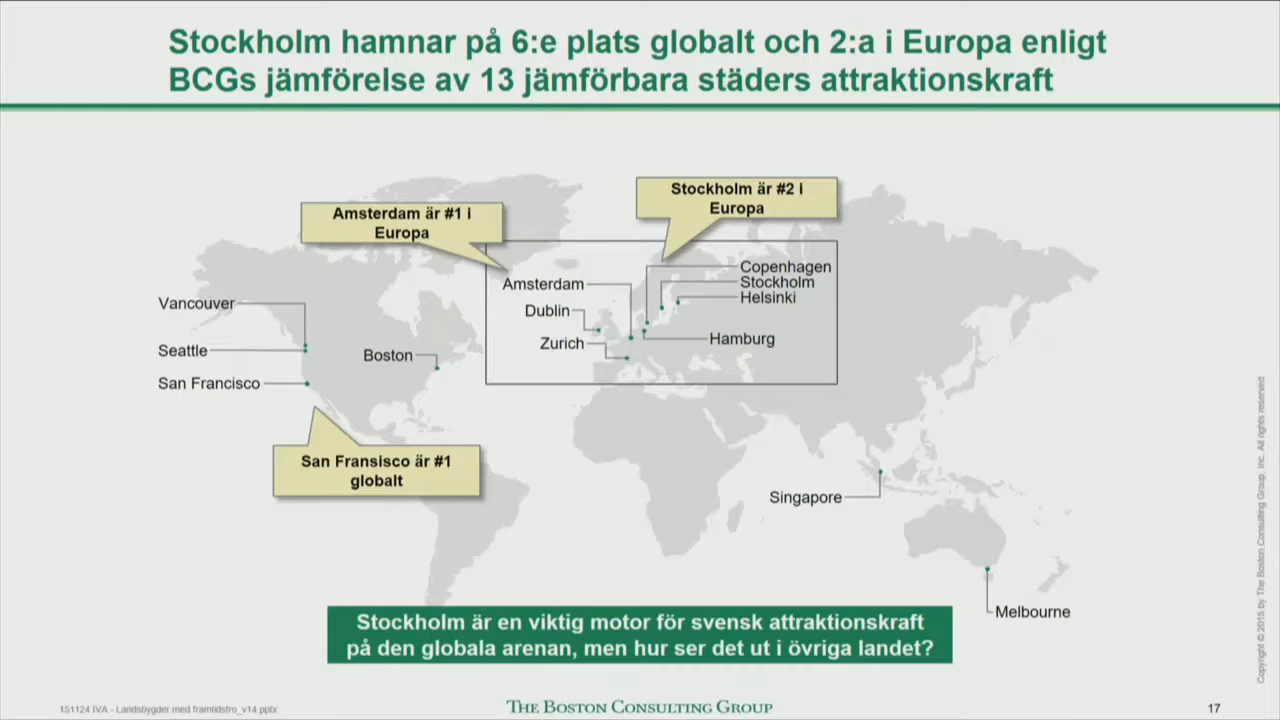 Stockholm hamnar på 6:e plats globalt och 2:a i Europa enligt
BCGs jämförelse av 13 jämförbara städers attraktionskraft
Stockholm är #2 i
Europa
Amsterdam är #1 i
Europa
Copenhagen
Stockholm
Helsinki
Amsterdam
Dublin
Zurich
Hamburg
Vancouver
Seattle
Boston
San Francisco
San Fransisco är #1
globalt
Singapore
Melbourne
Stockholm är en viktig motor för svensk attraktionskraft
på den globala arenan, men hur ser det ut i övriga landet?
151124 IVA - Landsbygder med framtidstro_v14.pptx
THE BOSTON CONSULTING GROUP
17
Copyright © 2015 by The Boston Consulting Group, Inc. All rights reserved